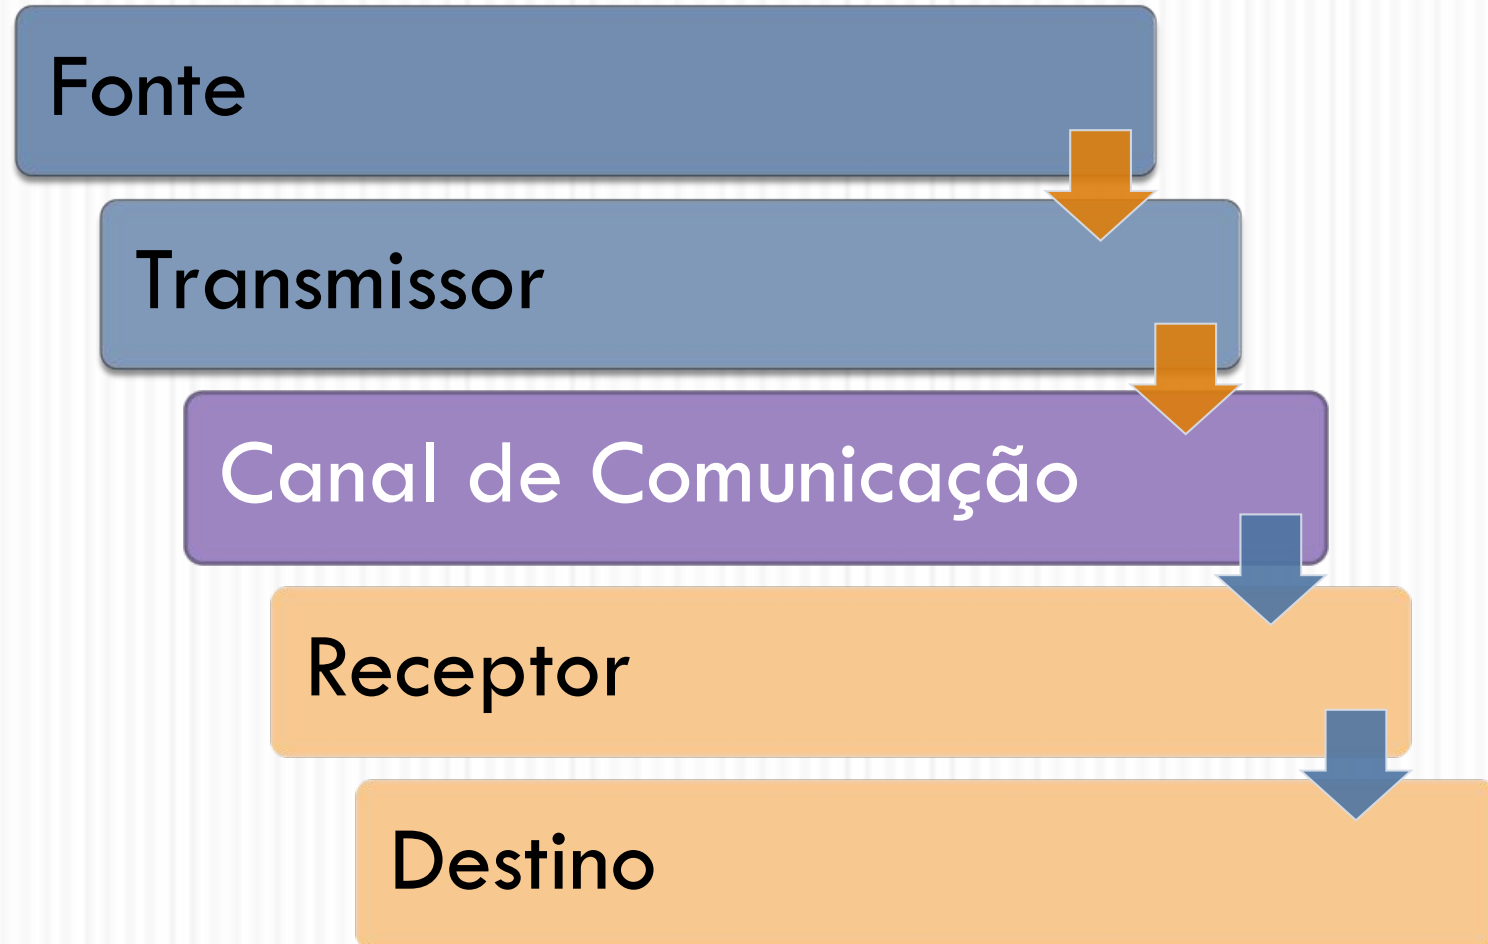 Fonte
Transmissor
Canal de Comunicação
Receptor
Destino